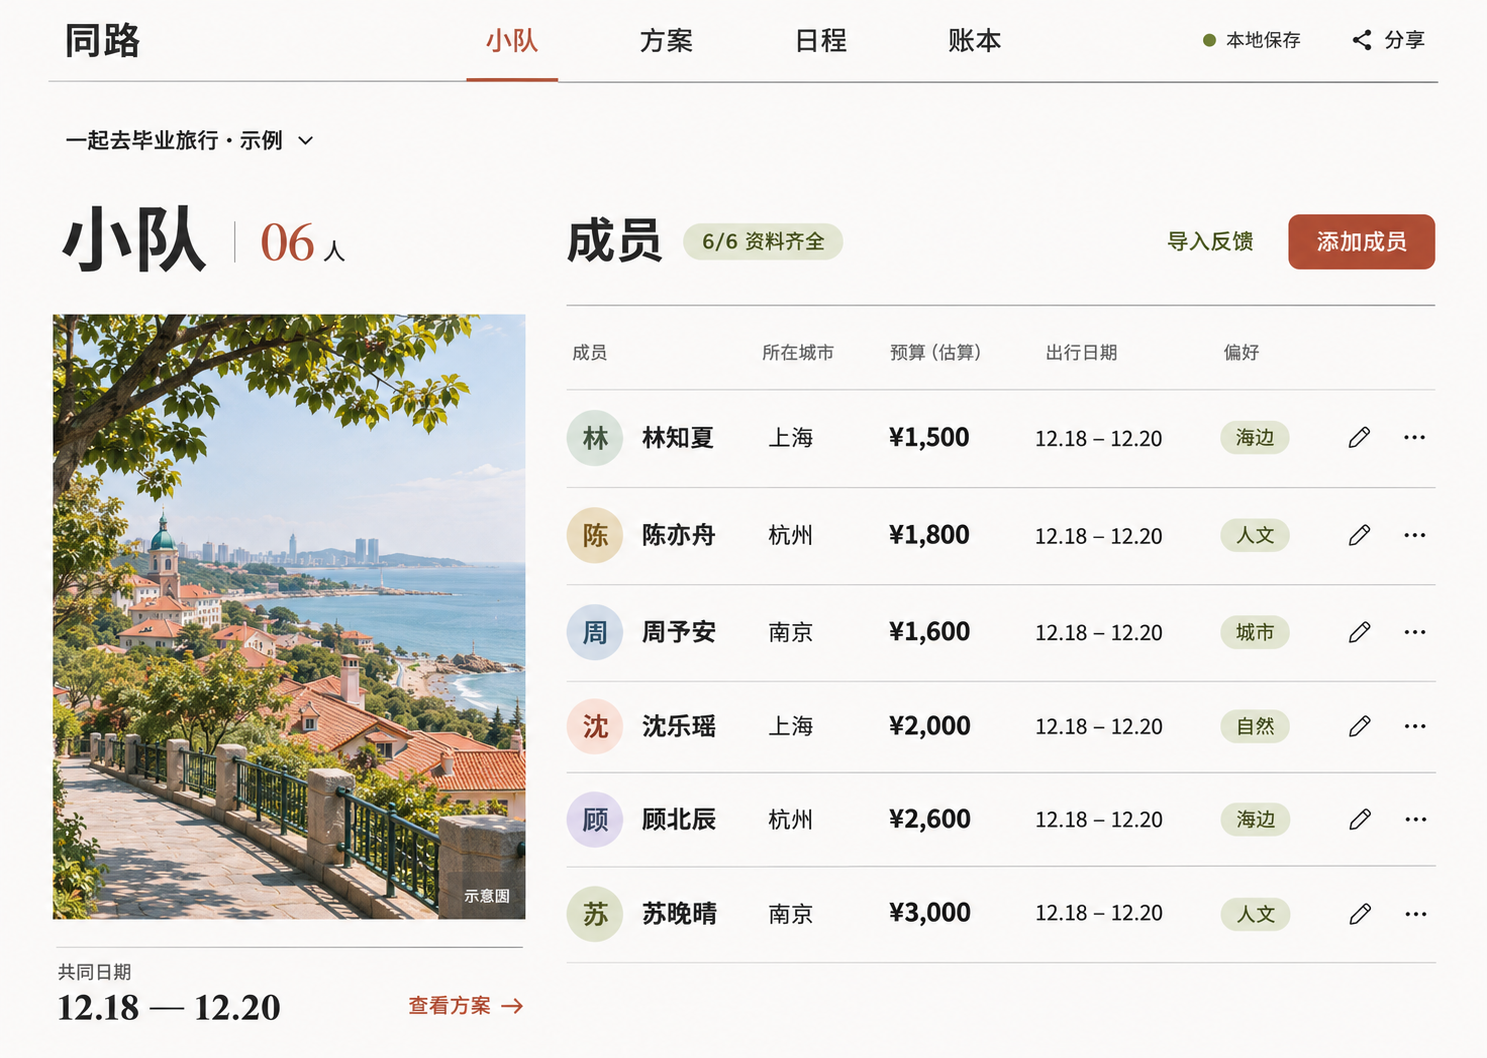 同路
小队 方案 日程 账本
本地保存 分享
一起去毕业旅行·示例
小队 06 人
成员 6/6 资料齐全 导入反馈 添加成员
成员 所在城市 预算（估算） 出行日期 偏好
林 林知夏 上海 ¥1,500 12.18 – 12.20 海边
陈 陈亦舟 杭州 ¥1,800 12.18 – 12.20 人文
周 周予安 南京 ¥1,600 12.18 – 12.20 城市
沈 沈乐瑶 上海 ¥2,000 12.18 – 12.20 自然
顾 顾北辰 杭州 ¥2,600 12.18 – 12.20 海边
苏 苏晚晴 南京 ¥3,000 12.18 – 12.20 人文
示意
共同日期
12.18 — 12.20 查看方案